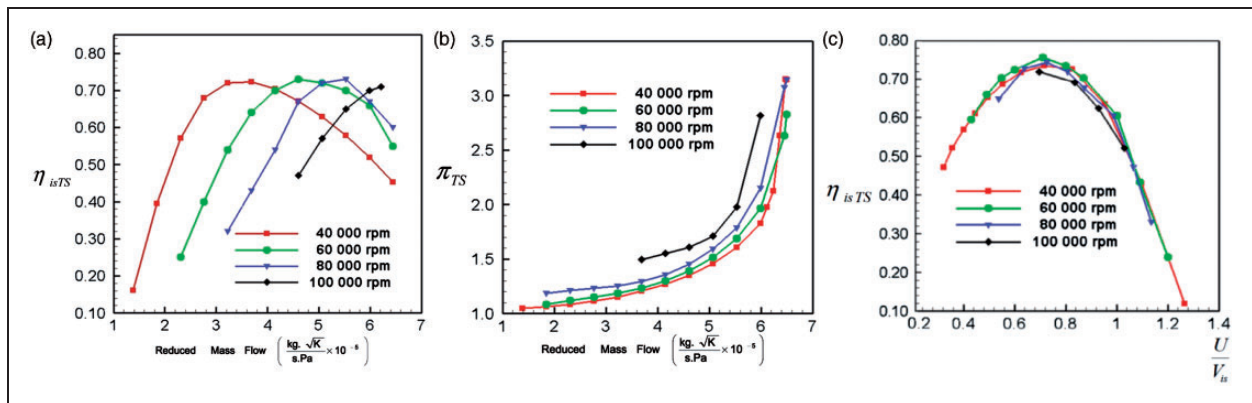 (a)
η isTS
0.80
0.70
0.60
0.50
0.40
0.30
0.20
0.10
40 000 rpm
60 000 rpm
80 000 rpm
100 000 rpm
1 2 3 4 5 6 7
Reduced Mass Flow (kg. √K / s.Pa × 10⁻⁵)
(b)
π TS
3.5
3.0
2.5
2.0
1.5
1.0
40 000 rpm
60 000 rpm
80 000 rpm
100 000 rpm
1 2 3 4 5 6 7
Reduced Mass Flow (kg. √K / s.Pa × 10⁻⁵)
(c)
η is TS
0.80
0.70
0.60
0.50
0.40
0.30
0.20
0.10
40 000 rpm
60 000 rpm
80 000 rpm
100 000 rpm
0.2 0.4 0.6 0.8 1.0 1.2 1.4
U
V is